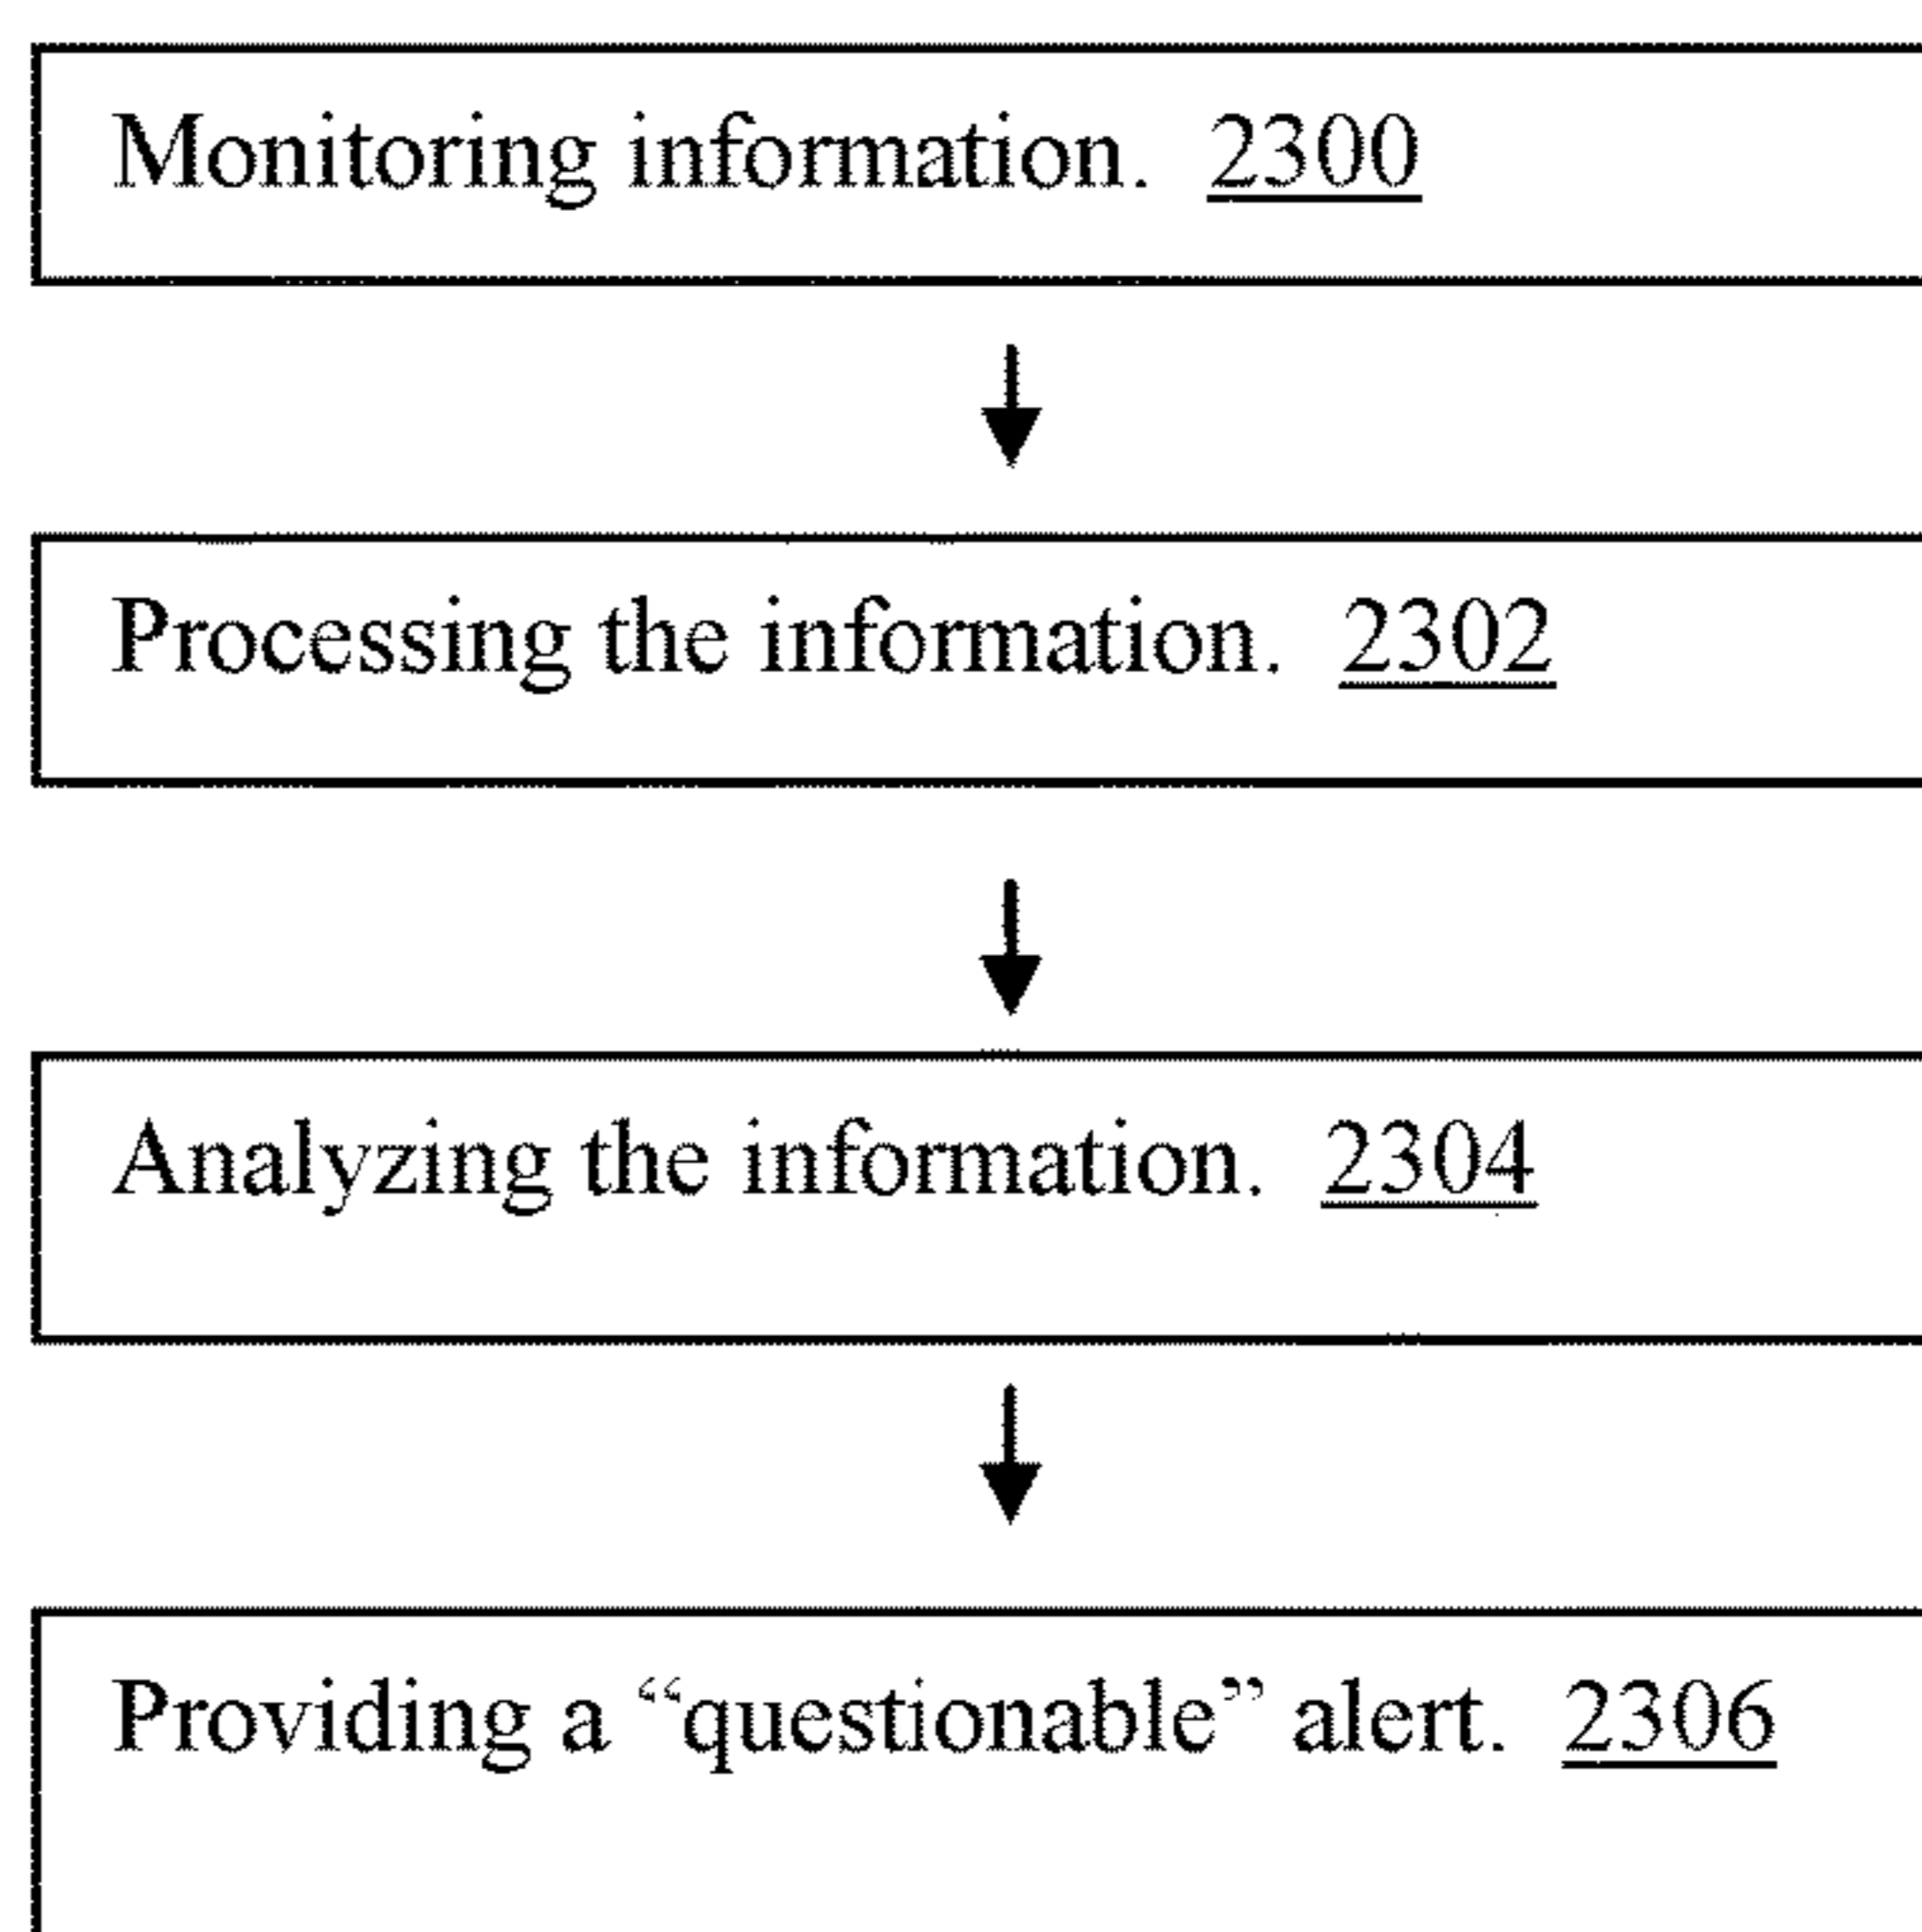 Monitoring information. 2300
Processing the information. 2302
Analyzing the information. 2304
Providing a “questionable” alert. 2306